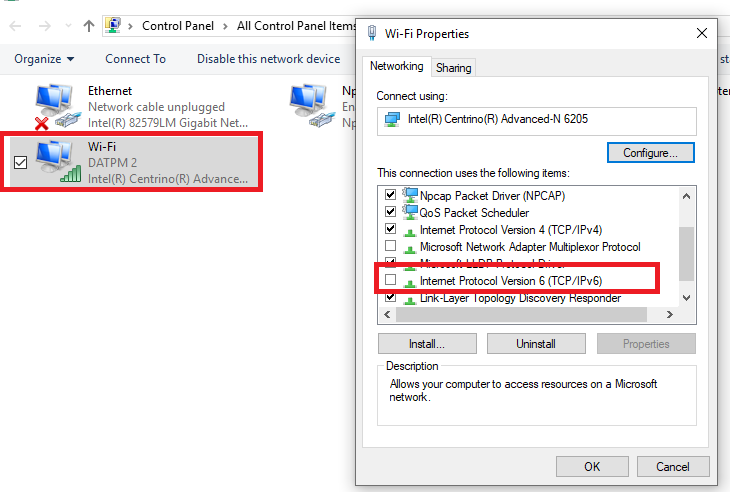 Control Panel > All Control Panel Items
Organize
Connect To
Disable this network device
Ethernet
Network cable unplugged
Intel(R) 82579LM Gigabit Net...
Wi-Fi
DATPM 2
Intel(R) Centrino(R) Advance...
Wi-Fi Properties
Networking
Sharing
Connect using:
Intel(R) Centrino(R) Advanced-N 6205
Configure...
This connection uses the following items:
Npcap Packet Driver (NPCAP)
QoS Packet Scheduler
Internet Protocol Version 4 (TCP/IPv4)
Microsoft Network Adapter Multiplexor Protocol
Microsoft LLDP Protocol Driver
Internet Protocol Version 6 (TCP/IPv6)
Link-Layer Topology Discovery Responder
Install...
Uninstall
Properties
Description
Allows your computer to access resources on a Microsoft
network.
OK
Cancel